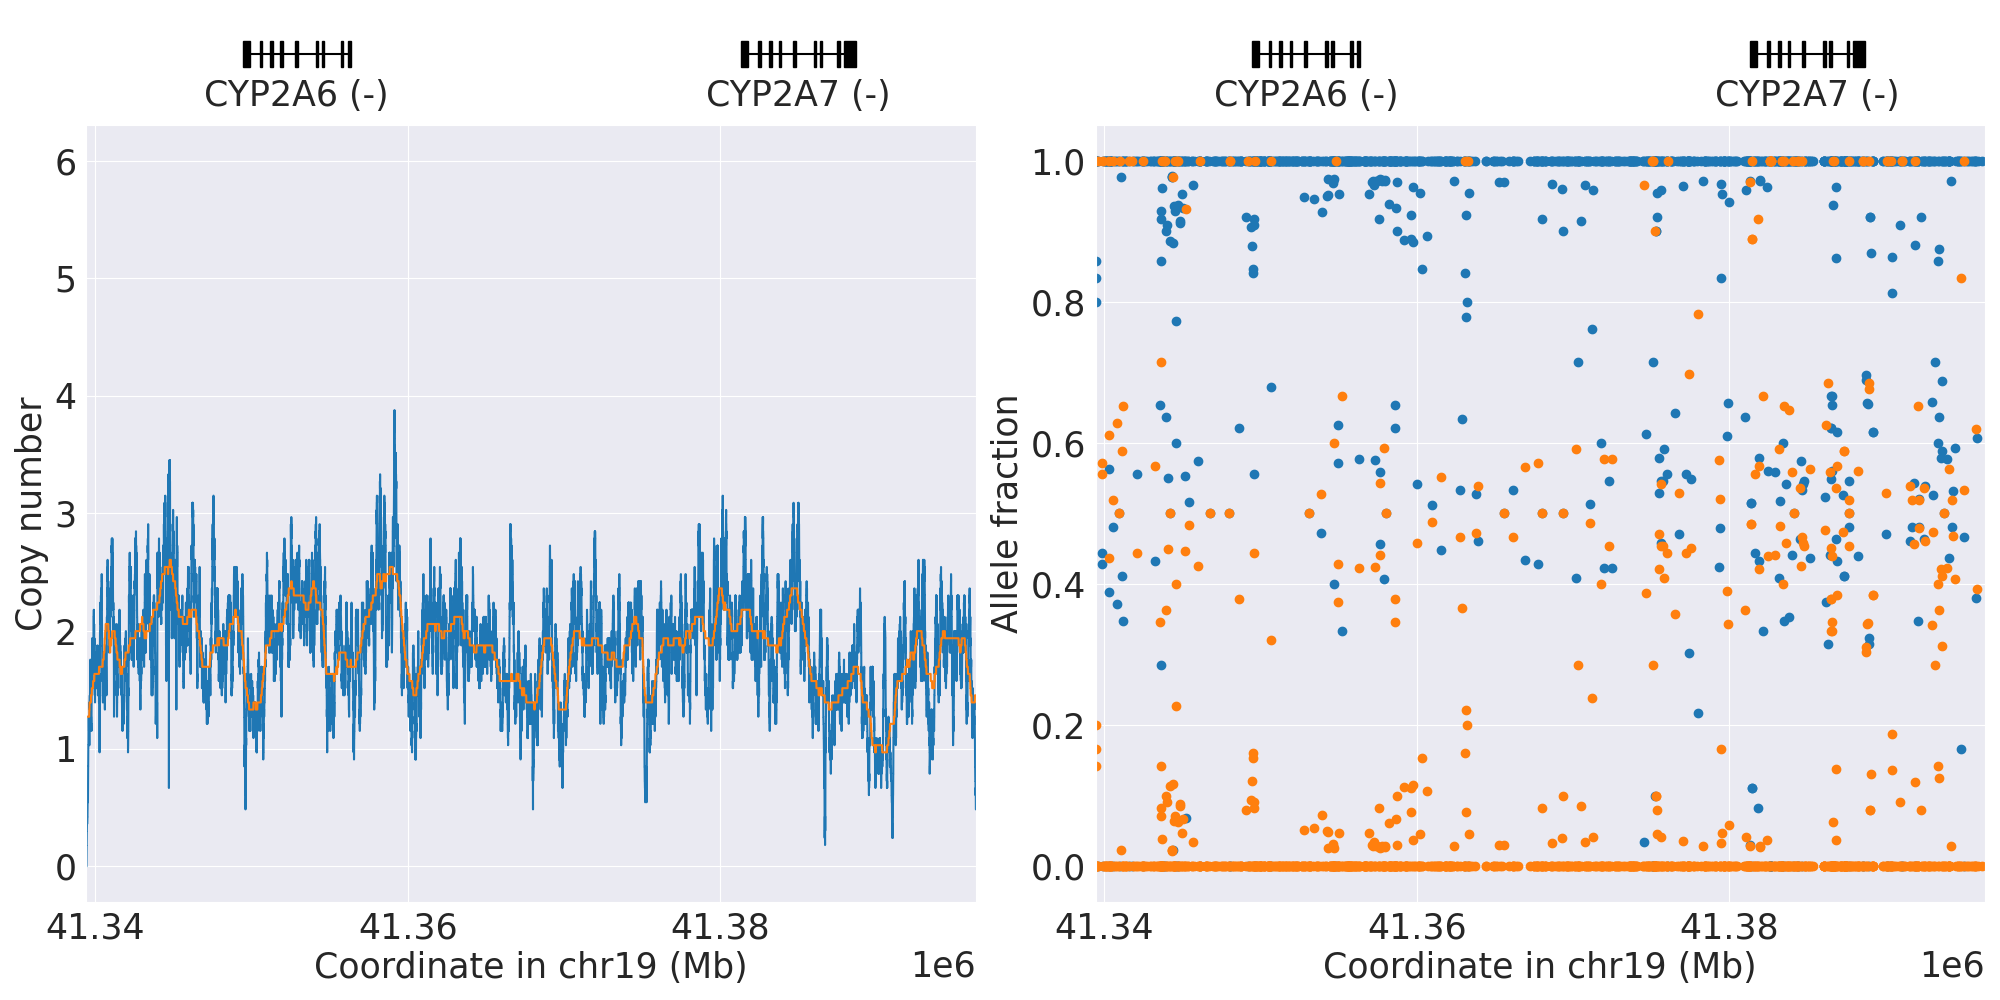 CYP2A6 (-)
CYP2A7 (-)
Copy number
6
5
4
3
2
1
0
41.34
41.36
41.38
Coordinate in chr19 (Mb)
1e6
CYP2A6 (-)
CYP2A7 (-)
Allele fraction
1.0
0.8
0.6
0.4
0.2
0.0
41.34
41.36
41.38
Coordinate in chr19 (Mb)
1e6